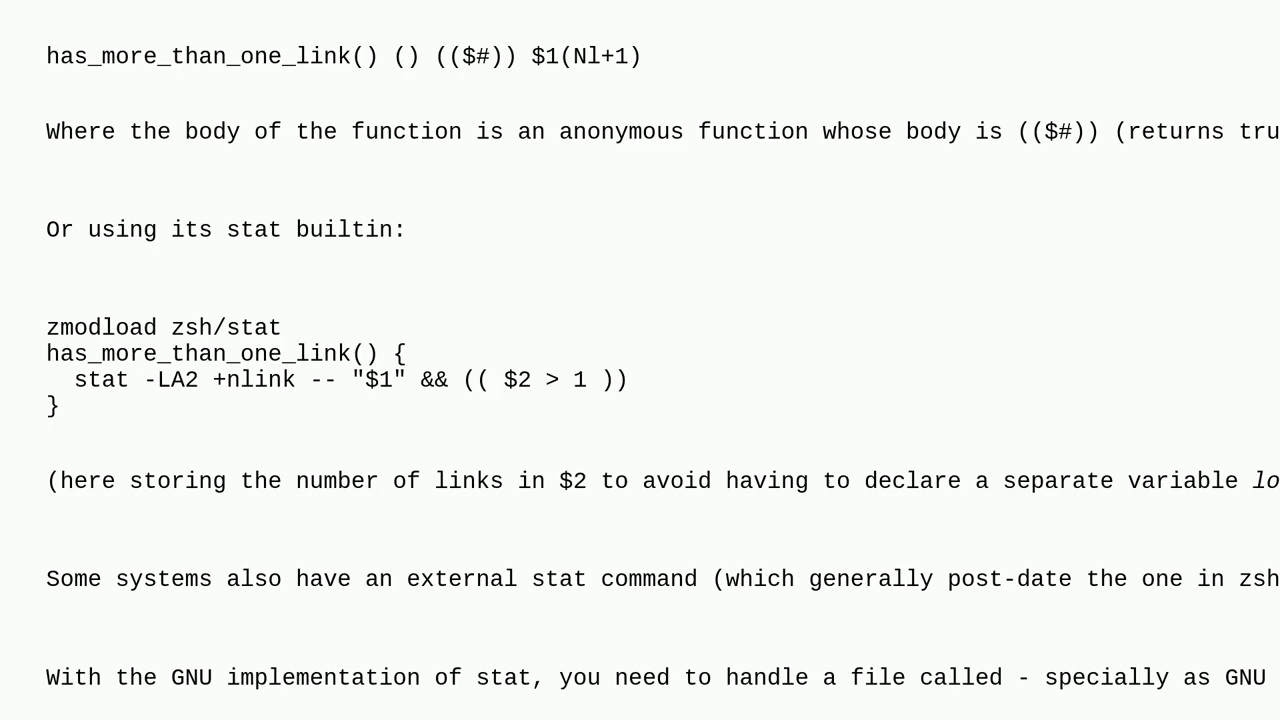 has_more_than_one_link() () (($#)) $1(Nl+1)
Where the body of the function is an anonymous function whose body is (($#)) (returns
Or using its stat builtin:
zmodload zsh/stat
has_more_than_one_link() {
  stat -LA2 +nlink -- "$1" && (( $2 > 1 ))
}
(here storing the number of links in $2 to avoid having to declare a separate variable
Some systems also have an external stat command (which generally post-date the one in zsh
With the GNU implementation of stat, you need to handle a file called - specially as GNU